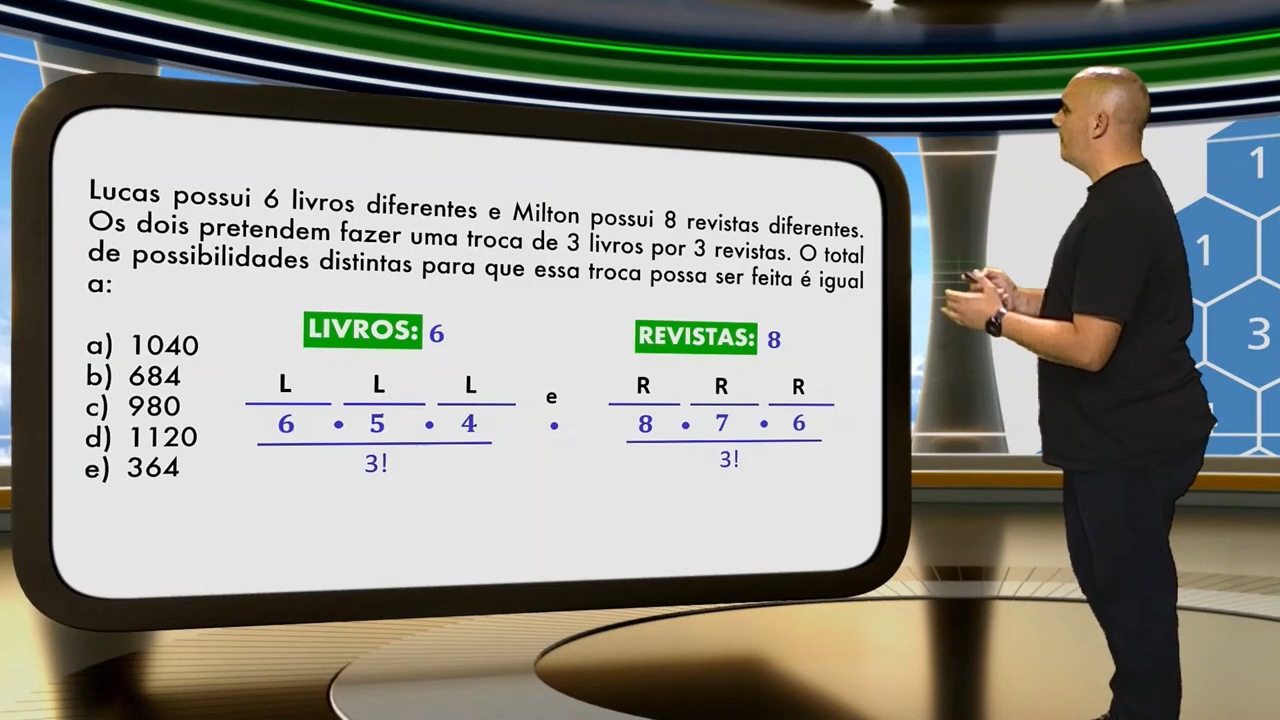 Lucas possui 6 livros diferentes e Milton possui 8 revistas diferentes.
Os dois pretendem fazer uma troca de 3 livros por 3 revistas. O total
de possibilidades distintas para que essa troca possa ser feita é igual
a:
a) 1040
b) 684
c) 980
d) 1120
e) 364
LIVROS: 6
L L L
6 • 5 • 4
3!
e
•
REVISTAS: 8
R R R
8 • 7 • 6
3!
1
1
3